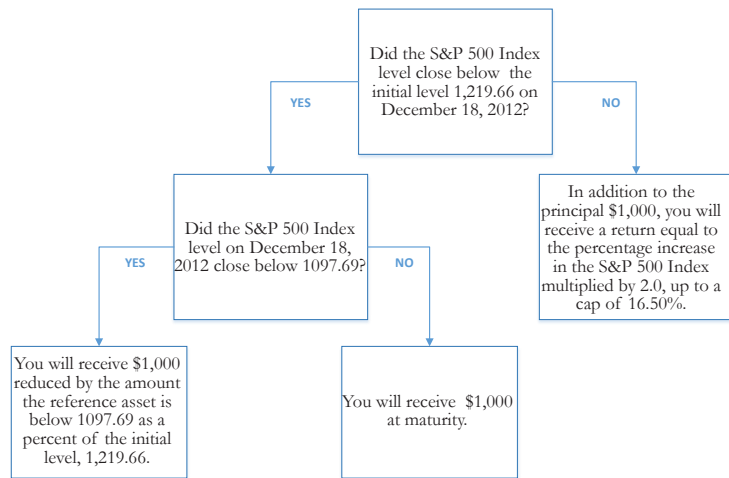 Did the S&P 500 Index
level close below the
initial level 1,219.66 on
December 18, 2012?
YES
NO
Did the S&P 500 Index
level on December 18,
2012 close below 1097.69?
In addition to the
principal $1,000, you will
receive a return equal to
the percentage increase
in the S&P 500 Index
multiplied by 2.0, up to a
cap of 16.50%.
YES
NO
You will receive $1,000
reduced by the amount
the reference asset is
below 1097.69 as a
percent of the initial
level, 1,219.66.
You will receive $1,000
at maturity.